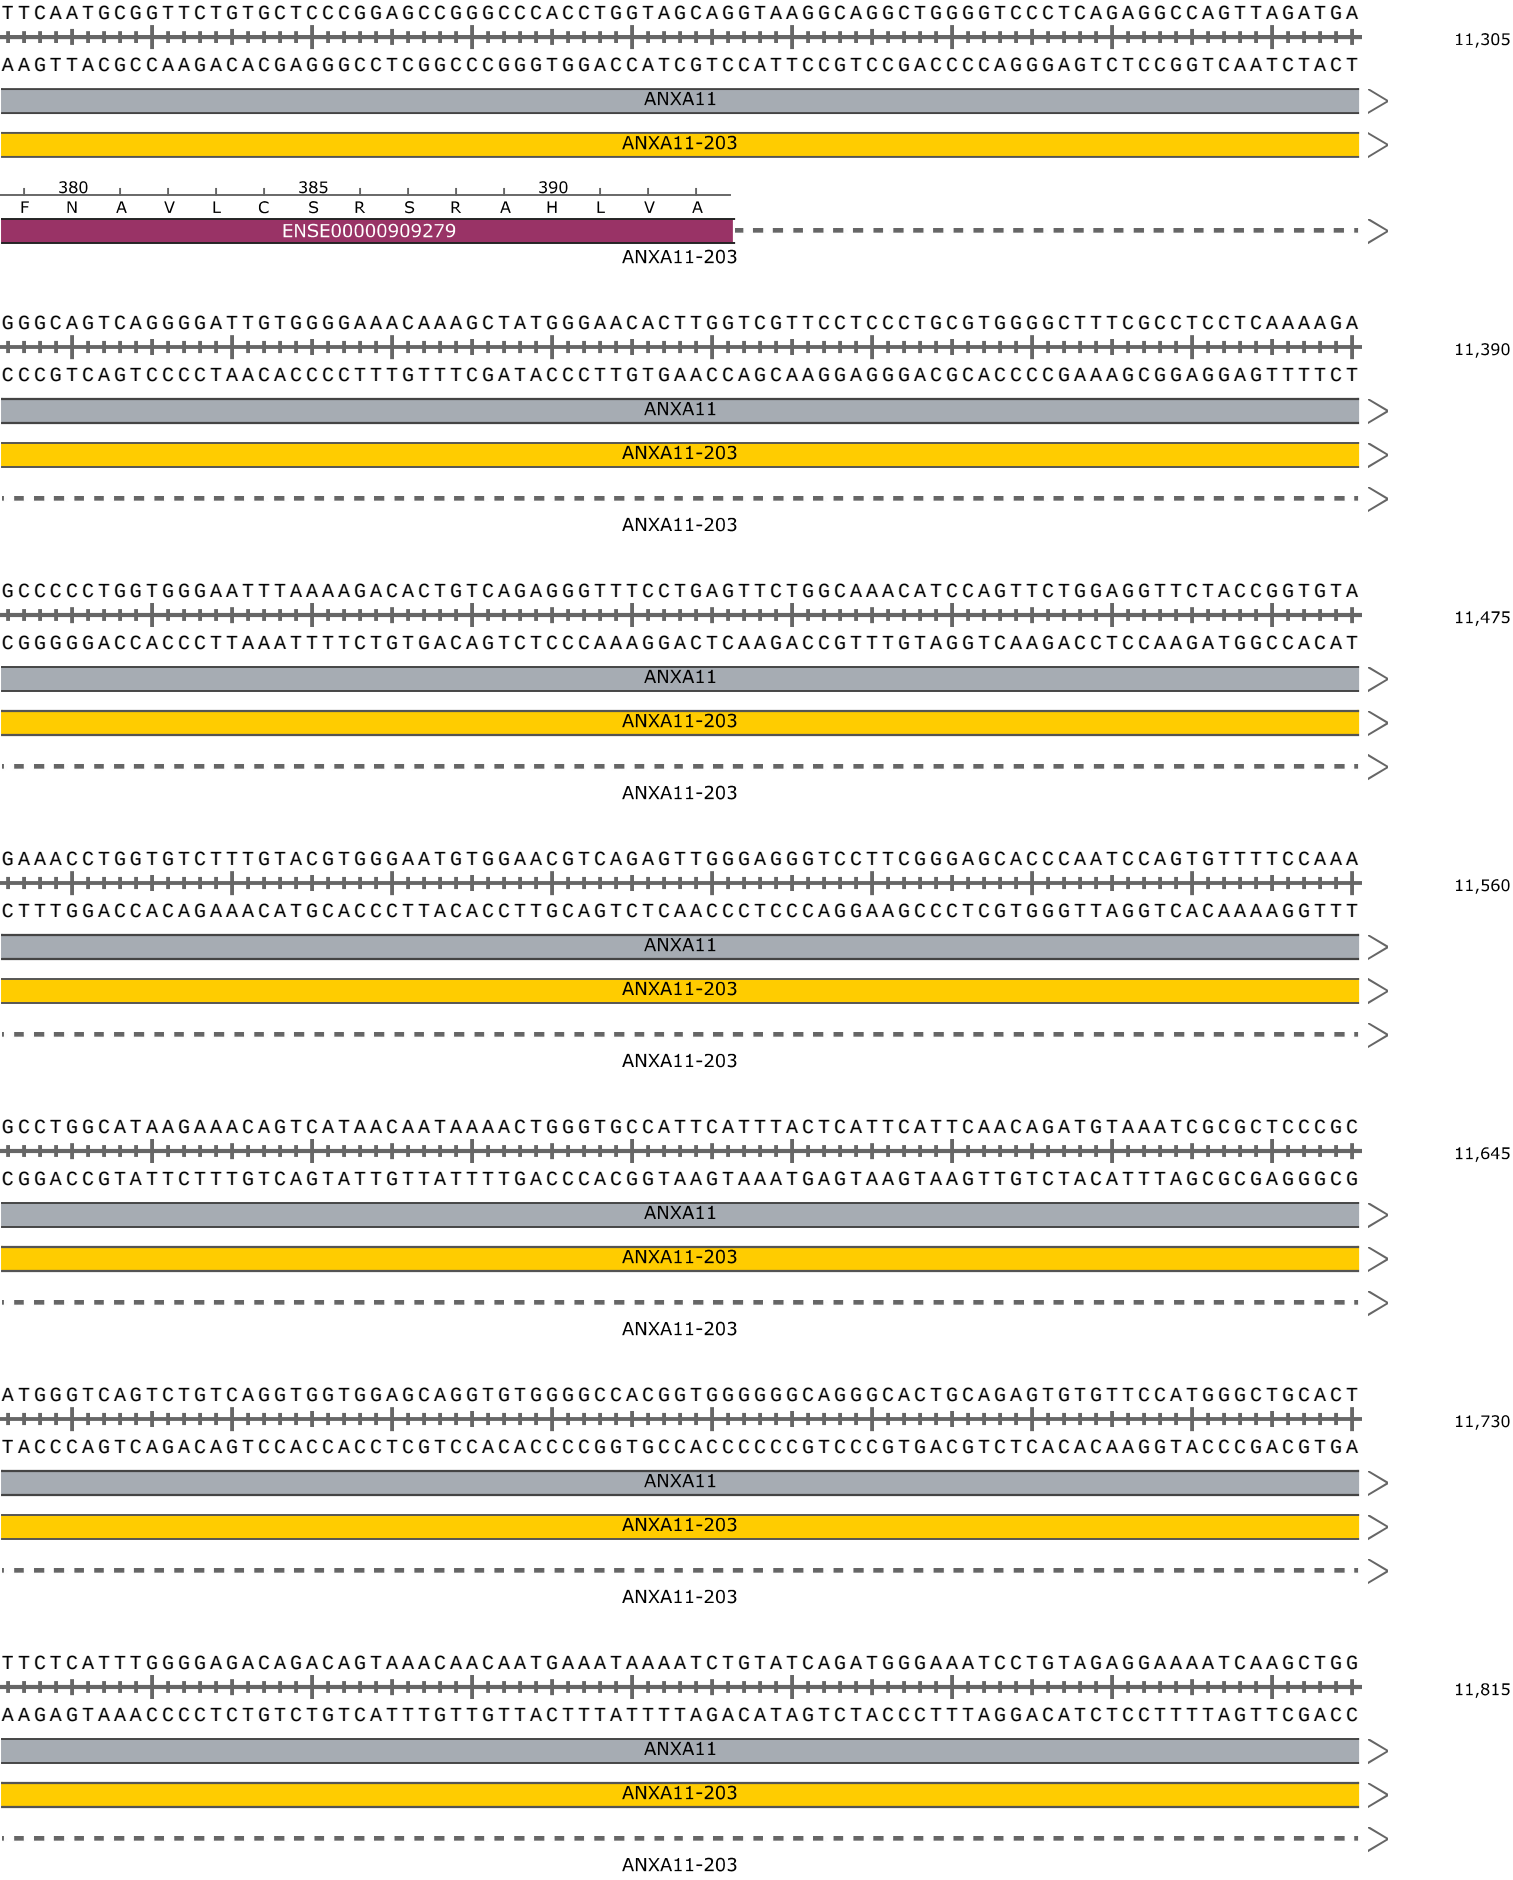 TTCAATGCGGTTCTGTGCTCCCGGAGCCGGGCCCACCTGGTAGCAGGTAAGGCAGGCTGGGGTCCCTCAGAGGCCAGTTAGATGA
11,305
AAGTTACGCCAAGACACGAGGGCCTCGGCCCGGGTGGACCATCGTCCATTCCGTCCGACCCCAGGGAGTCTCCGGTCAATCTACT
ANXA11
ANXA11-203
380 385 390
F N A V L C S R S R A H L V A
ENSE00000909279
ANXA11-203
GGGCAGTCAGGGGATTGTGGGGAAACAAAGCTATGGGAACACTTGGTCGTTCCTCCCTGCGTGGGGCTTTCGCCTCCTCAAAAGA
11,390
CCCGTCAGTCCCCTAACACCCCTTTGTTTCGATACCCTTGTGAACCAGCAAGGAGGGACGCACCCCGAAAGCGGAGGAGTTTTCT
ANXA11
ANXA11-203
ANXA11-203
GCCCCCTGGTGGGAATTTAAAAGACACTGTCAGAGGGTTTCCTGAGTTCTGGCAAACATCCAGTTCTGGAGGTTCTACCGGTGTA
11,475
CGGGGGACCACCCTTAAATTTTCTGTGACAGTCTCCCAAAGGACTCAAGACCGTTTGTAGGTCAAGACCTCCAAGATGGCCACAT
ANXA11
ANXA11-203
ANXA11-203
GAAACCTGGTGTCTTTGTACGTGGGAATGTGGAACGTCAGAGTTGGGAGGGTCCTTCGGGAGCACCCAATCCAGTGTTTTCCAAA
11,560
CTTTGGACCACAGAAACATGCACCCTTACACCTTGCAGTCTCAACCCTCCCAGGAAGCCCTCGTGGGTTAGGTCACAAAAGGTTT
ANXA11
ANXA11-203
ANXA11-203
GCCTGGCATAAGAAACAGTCATAACAATAAAACTGGGTGCCATTCATTTACTCATTCATTCAACAGATGTAAATCGCGCTCCCGC
11,645
CGGACCGTATTCTTTGTCAGTATTGTTATTTTGACCCACGGTAAGTAAATGAGTAAGTAAGTTGTCTACATTTAGCGCGAGGGCG
ANXA11
ANXA11-203
ANXA11-203
ATGGGTCAGTCTGTCAGGTGGTGGAGCAGGTGTGGGGCCACGGTGGGGGGCAGGGCACTGCAGAGTGTGTTCCATGGGCTGCACT
11,730
TACCCAGTCAGACAGTCCACCACCTCGTCCACACCCCGGTGCCACCCCCCGTCCCGTGACGTCTCACACAAGGTACCCGACGTGA
ANXA11
ANXA11-203
ANXA11-203
TTCTCATTTGGGGAGACAGACAGTAAACAACAATGAAATAAAATCTGTATCAGATGGGAAATCCTGTAGAGGAAAATCAAGCTGG
11,815
AAGAGTAAACCCCTCTGTCTGTCATTTGTTGTTACTTTATTTTAGACATAGTCTACCCTTTAGGACATCTCCTTTTAGTTCGACC
ANXA11
ANXA11-203
ANXA11-203